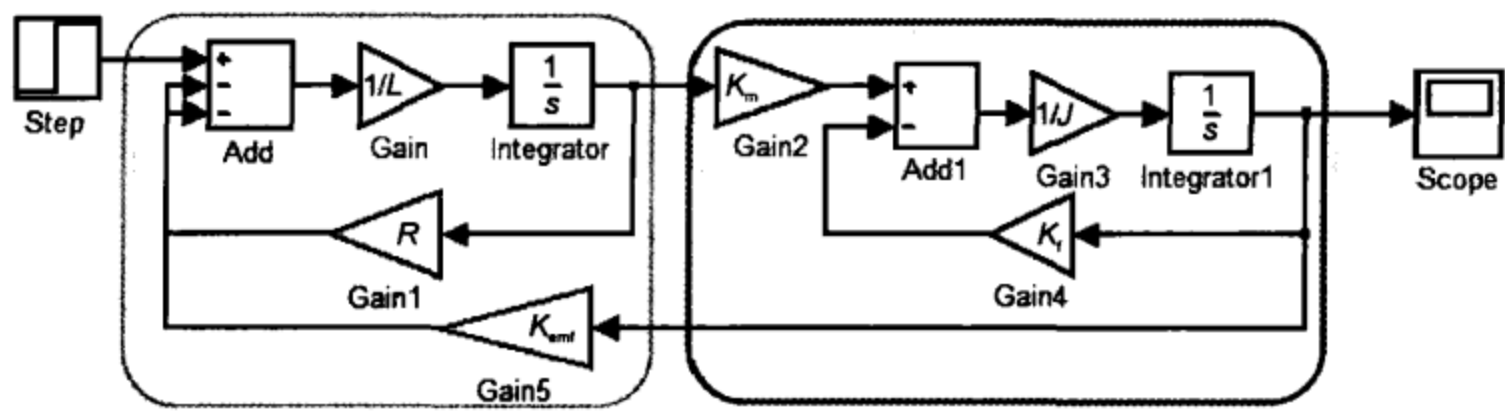 Step
+
-
-
Add
1/L
Gain
1
s
Integrator
Km
Gain2
+
-
Add1
1/J
Gain3
1
s
Integrator1
Scope
R
Gain1
Kf
Gain4
Kemf
Gain5